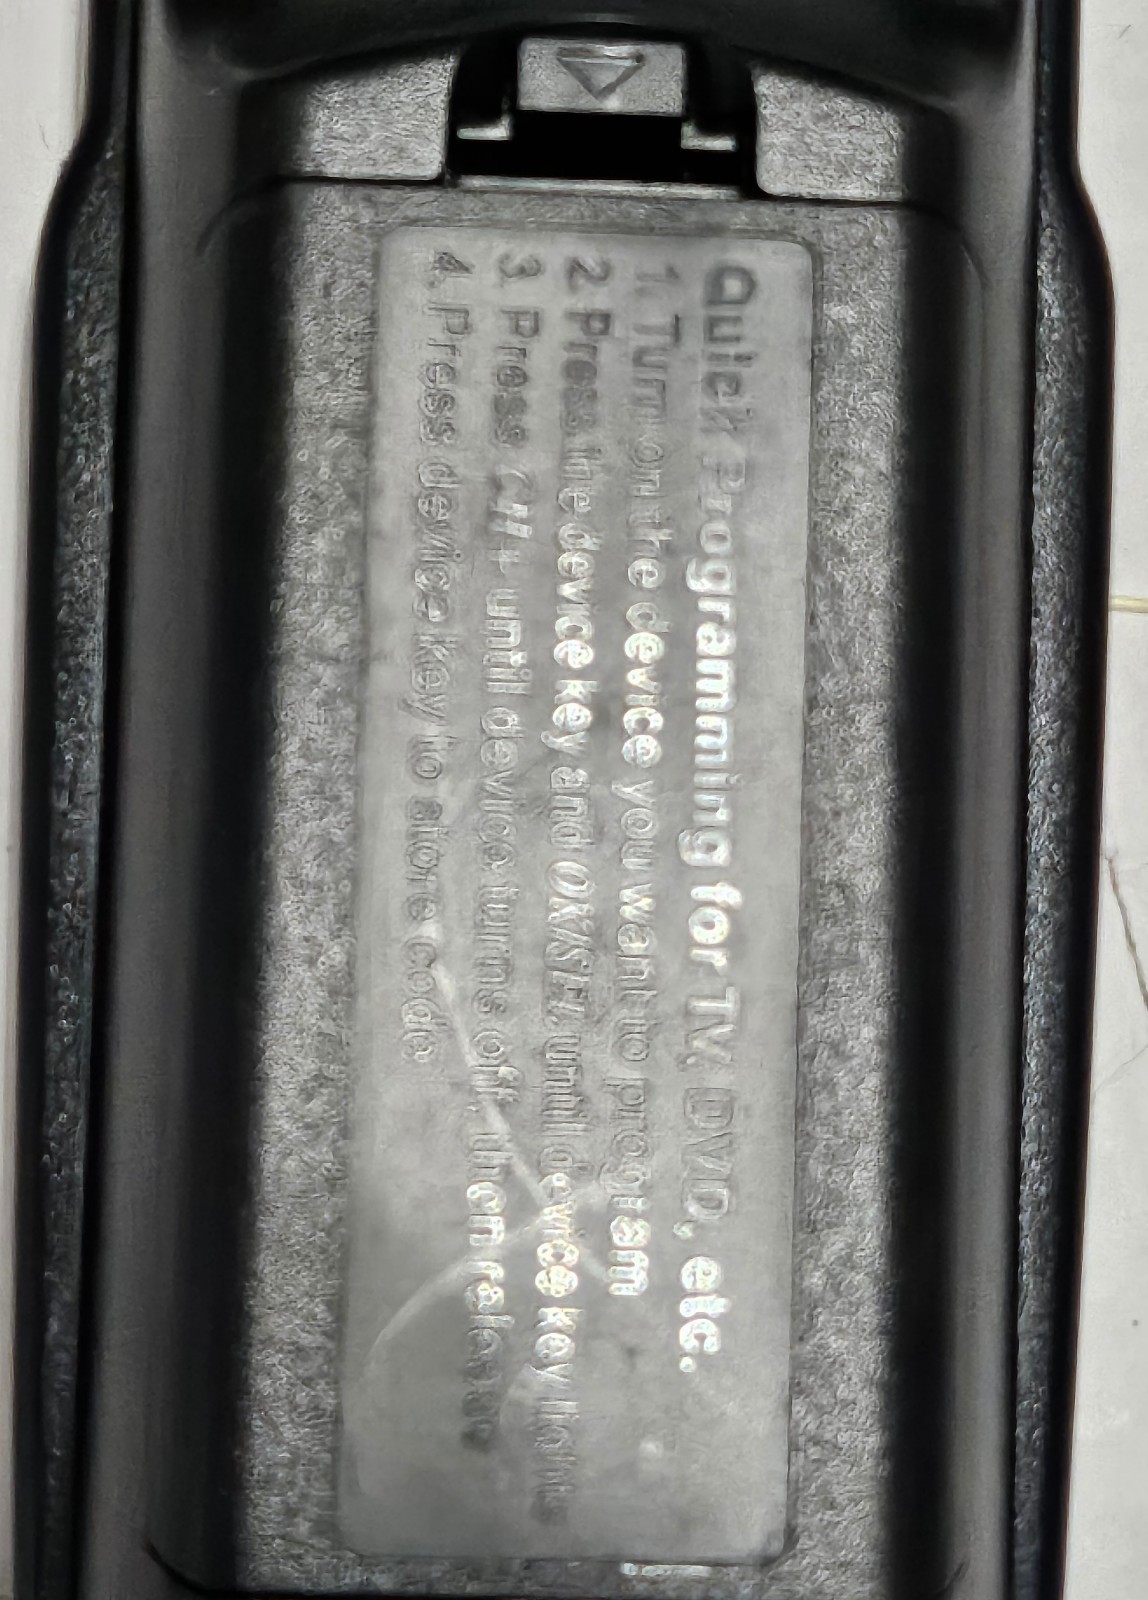 Quick Programming for TV, DVD, etc.
1. Turn on the device you want to program
2. Press the device key and OK/SEL until device key lights
3. Press CH+ until device turns off, then release
4. Press device key to store code